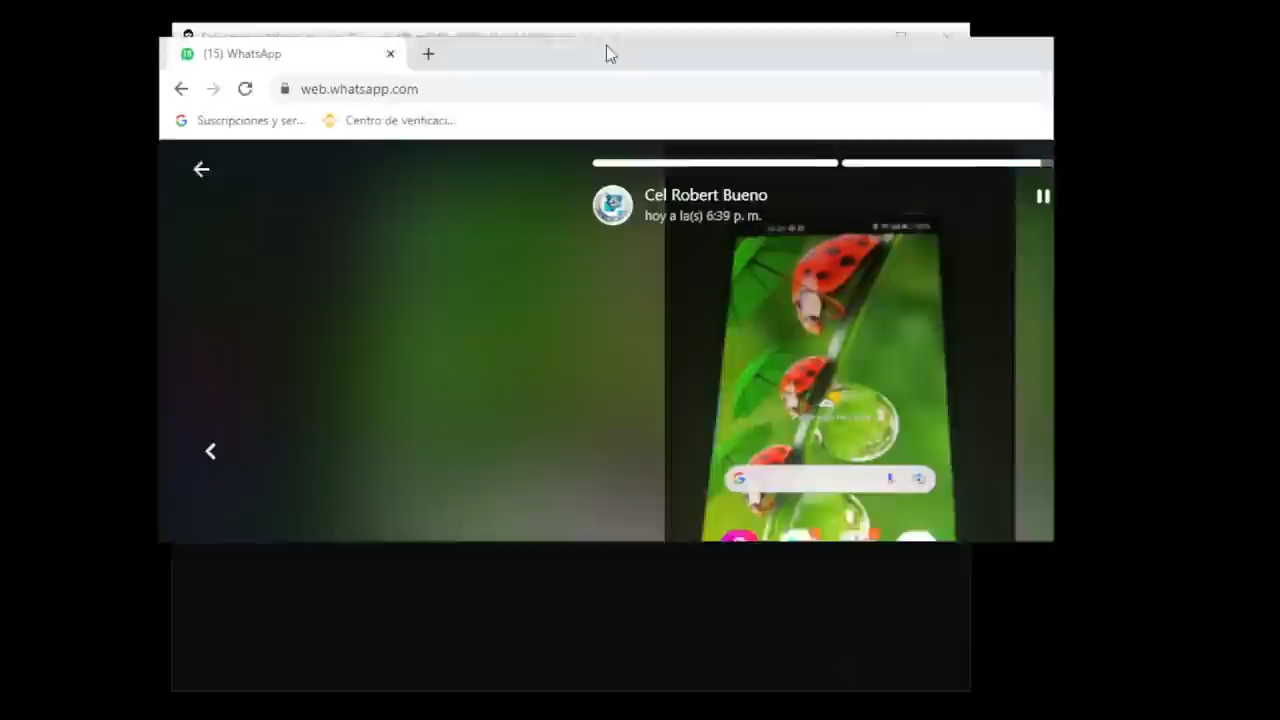 (15) WhatsApp
web.whatsapp.com
Suscripciones y ser...
Centro de verificaci...
Cel Robert Bueno
hoy a la(s) 6:39 p. m.